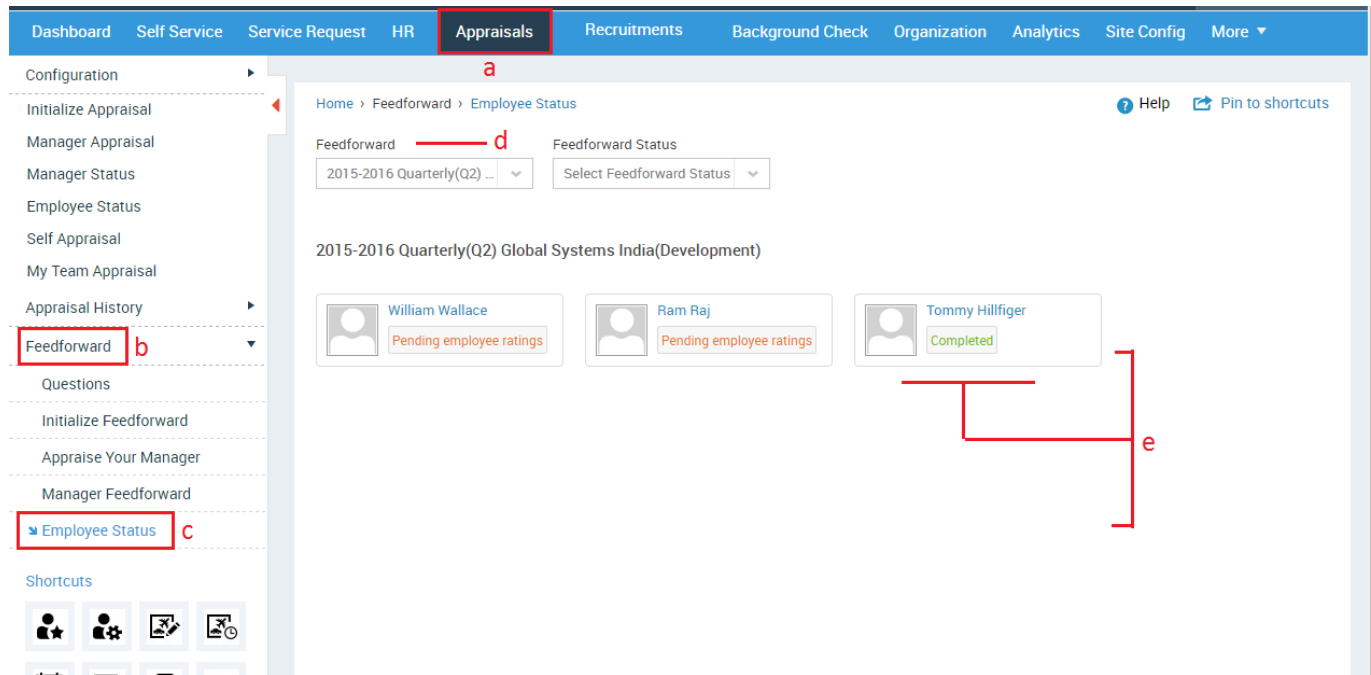 Dashboard Self Service Service Request HR Appraisals Recruitments Background Check Organization Analytics Site Config More
a
Configuration
Initialize Appraisal
Manager Appraisal
Manager Status
Employee Status
Self Appraisal
My Team Appraisal
Appraisal History
Feedforward b
Questions
Initialize Feedforward
Appraise Your Manager
Manager Feedforward
Employee Status c
Shortcuts
Home › Feedforward › Employee Status
? Help Pin to shortcuts
Feedforward d Feedforward Status
2015-2016 Quarterly(Q2) ... Select Feedforward Status
2015-2016 Quarterly(Q2) Global Systems India(Development)
William Wallace
Pending employee ratings
Ram Raj
Pending employee ratings
Tommy Hillfiger
Completed
e